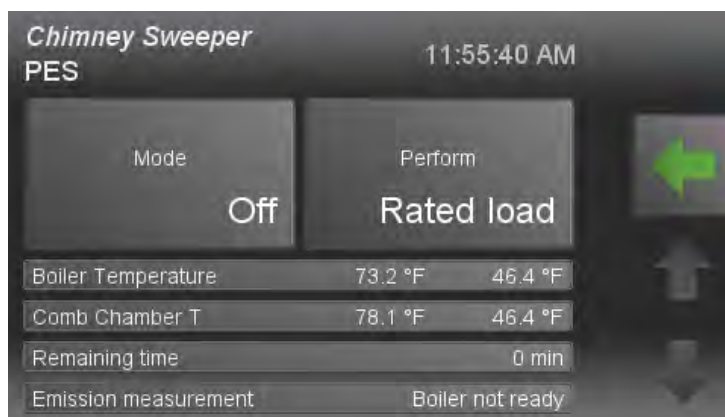 Chimney Sweeper
PES
11:55:40 AM
Mode
Off
Perform
Rated load
Boiler Temperature 73.2 °F 46.4 °F
Comb Chamber T 78.1 °F 46.4 °F
Remaining time 0 min
Emission measurement Boiler not ready